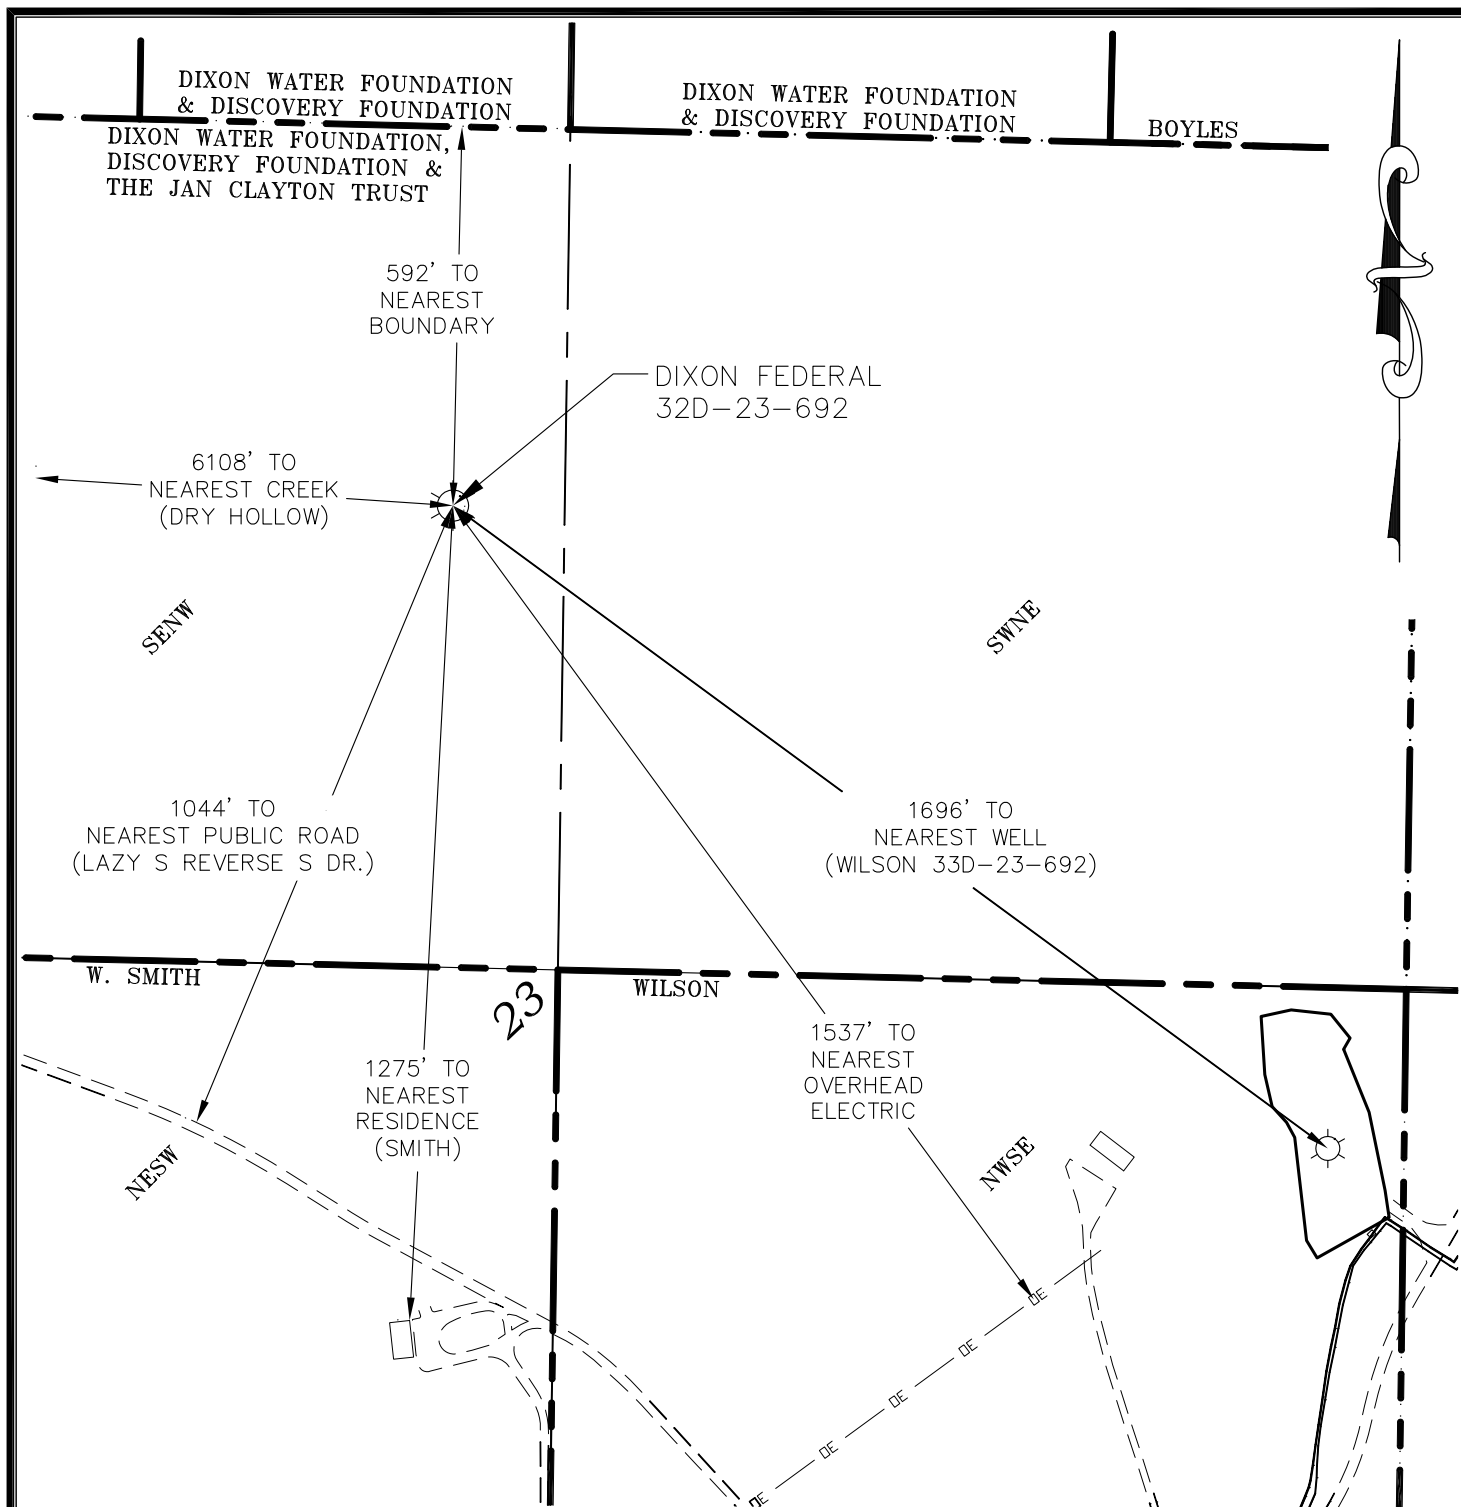 DIXON WATER FOUNDATION
& DISCOVERY FOUNDATION
DIXON WATER FOUNDATION
& DISCOVERY FOUNDATION
BOYLES
DIXON WATER FOUNDATION,
DISCOVERY FOUNDATION &
THE JAN CLAYTON TRUST
592' TO
NEAREST
BOUNDARY
DIXON FEDERAL
32D-23-692
6108' TO
NEAREST CREEK
(DRY HOLLOW)
SENW
SWNE
1044' TO
NEAREST PUBLIC ROAD
(LAZY S REVERSE S DR.)
1696' TO
NEAREST WELL
(WILSON 33D-23-692)
W. SMITH
23
WILSON
1275' TO
NEAREST
RESIDENCE
(SMITH)
1537' TO
NEAREST
OVERHEAD
ELECTRIC
NESW
NWSE
OE
OE
OE
OE
OE